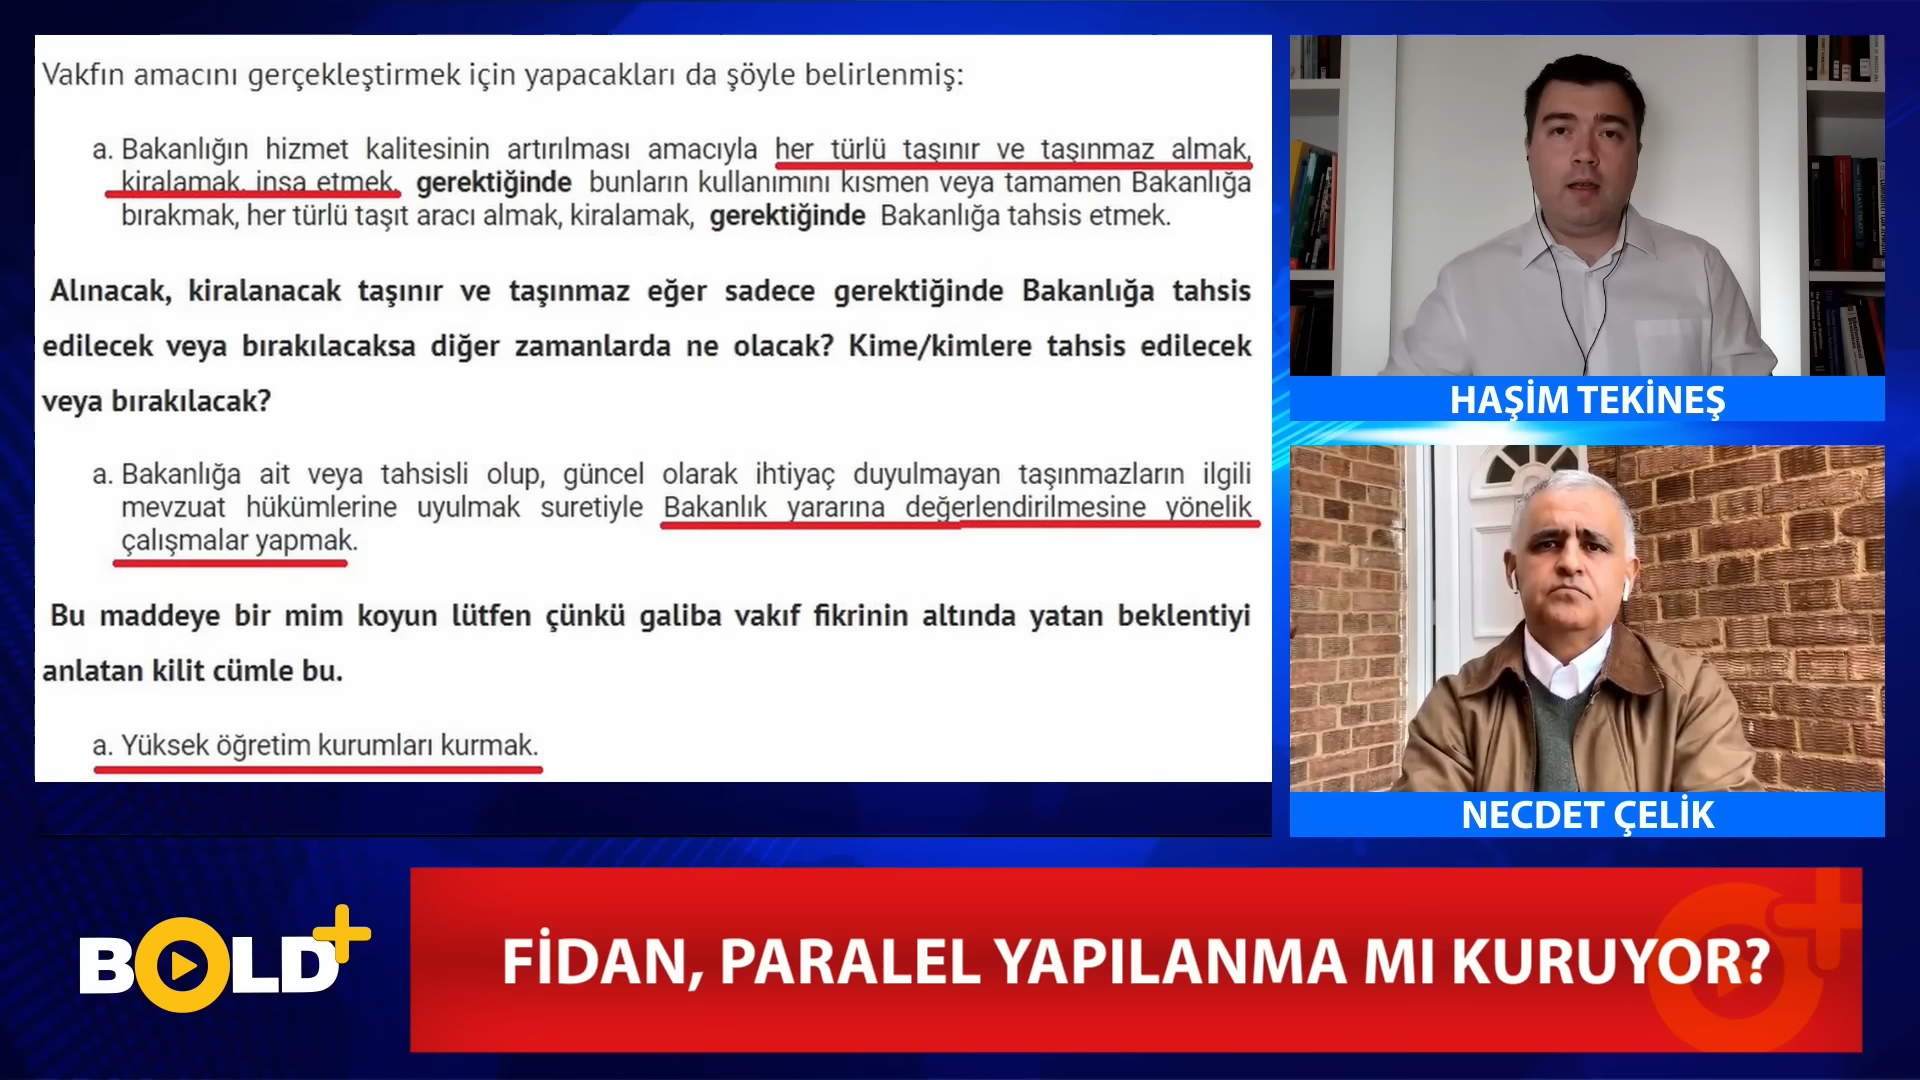 Vakfın amacını gerçekleştirmek için yapacakları da şöyle belirlenmiş:
a. Bakanlığın hizmet kalitesinin artırılması amacıyla her türlü taşınır ve taşınmaz almak,
kiralamak, inşa etmek, gerektiğinde bunların kullanımını kısmen veya tamamen Bakanlığa
bırakmak, her türlü taşıt aracı almak, kiralamak, gerektiğinde Bakanlığa tahsis etmek.
Alınacak, kiralanacak taşınır ve taşınmaz eğer sadece gerektiğinde Bakanlığa tahsis
edilecek veya bırakılacaksa diğer zamanlarda ne olacak? Kime/kimlere tahsis edilecek
veya bırakılacak?
a. Bakanlığa ait veya tahsisli olup, güncel olarak ihtiyaç duyulmayan taşınmazların ilgili
mevzuat hükümlerine uyulmak suretiyle Bakanlık yararına değerlendirilmesine yönelik
çalışmalar yapmak.
Bu maddeye bir mim koyun lütfen çünkü galiba vakıf fikrinin altında yatan beklentiyi
anlatan kilit cümle bu.
a. Yüksek öğretim kurumları kurmak.
HAŞİM TEKİNEŞ
NECDET ÇELİK
BOLD+
FİDAN, PARALEL YAPILANMA MI KURUYOR?